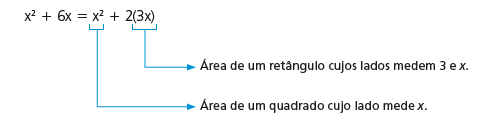 x² + 6x = x² + 2(3x)
Área de um retângulo cujos lados medem 3 e x.
Área de um quadrado cujo lado mede x.